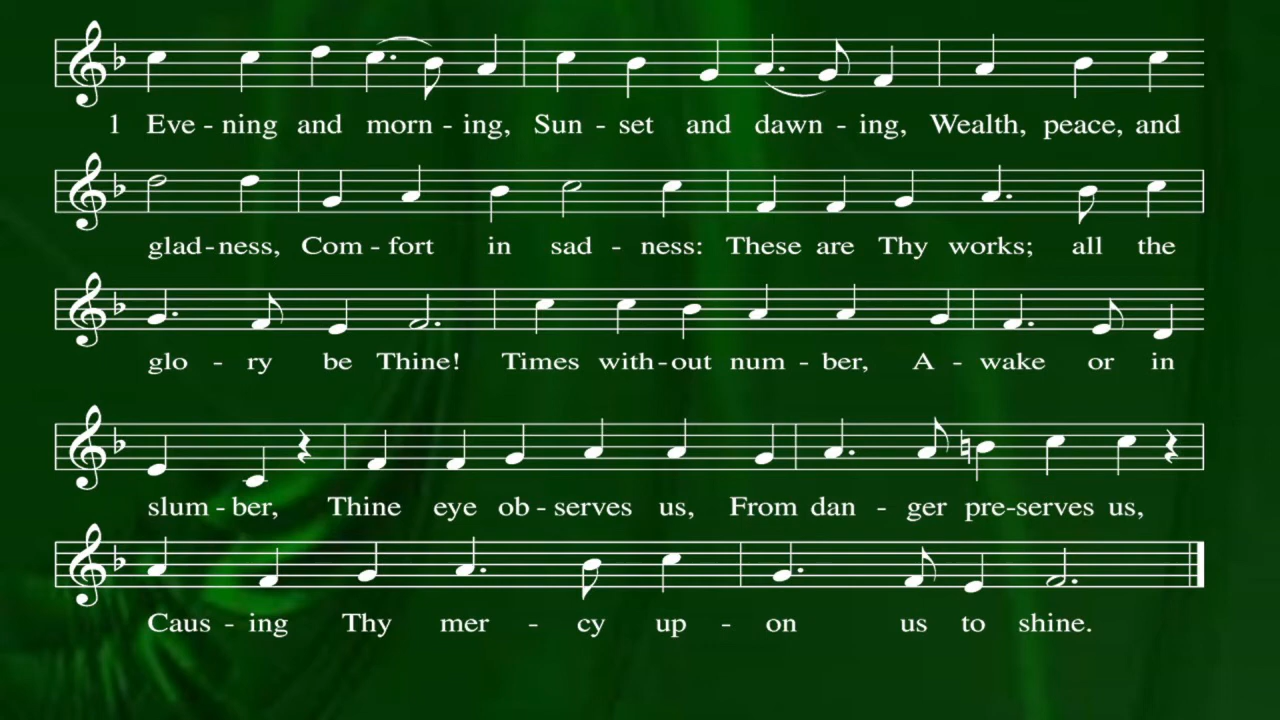 1 Eve - ning and morn - ing, Sun - set and dawn - ing, Wealth, peace, and
glad - ness, Com - fort in sad - ness: These are Thy works; all the
glo - ry be Thine! Times with - out num - ber, A - wake or in
slum - ber, Thine eye ob - serves us, From dan - ger pre-serves us,
Caus - ing Thy mer - cy up - on us to shine.